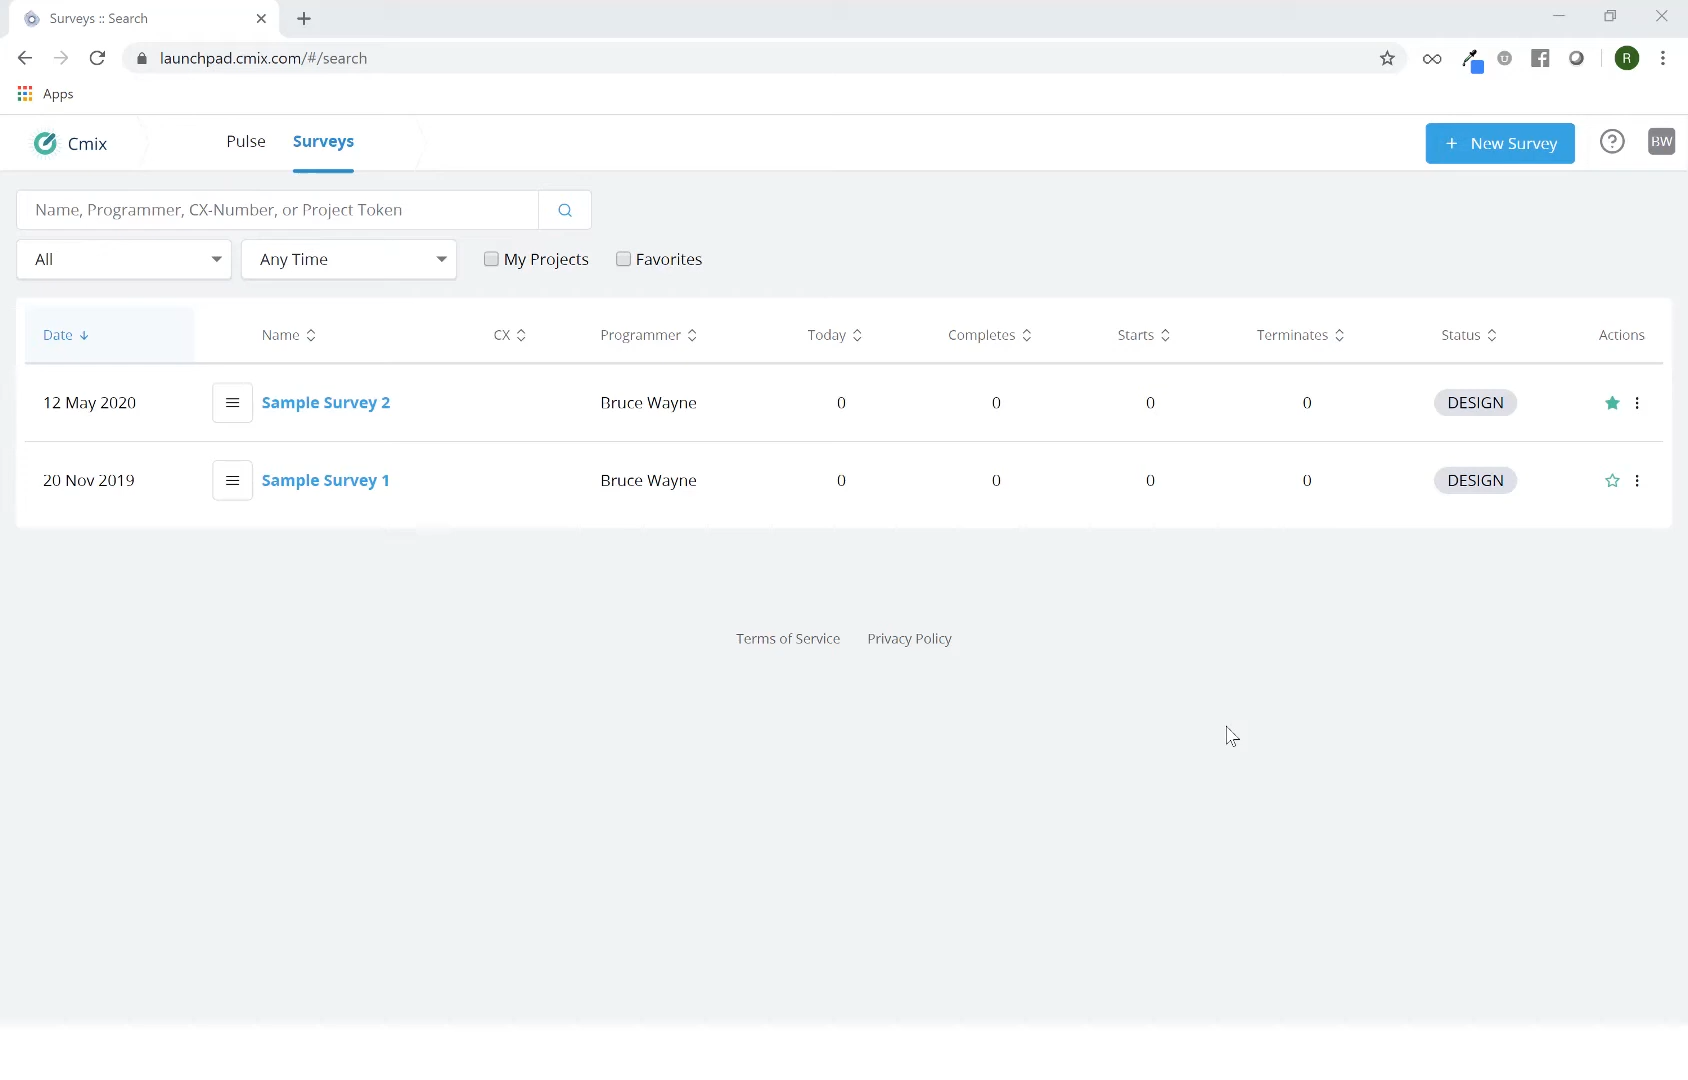 Surveys :: Search
launchpad.cmix.com/#/search
R
Apps
Cmix
Pulse
Surveys
+ New Survey
?
BW
Name, Programmer, CX-Number, or Project Token
All
Any Time
My Projects
Favorites
Date Name CX Programmer Today Completes Starts Terminates Status Actions
12 May 2020 Sample Survey 2 Bruce Wayne 0 0 0 0 DESIGN
20 Nov 2019 Sample Survey 1 Bruce Wayne 0 0 0 0 DESIGN
Terms of Service Privacy Policy